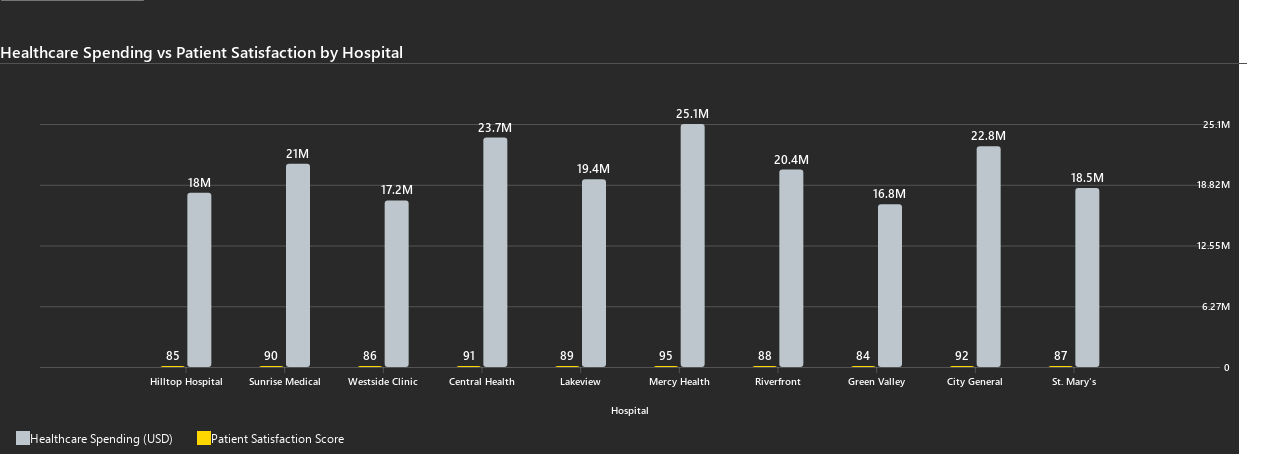 Healthcare Spending vs Patient Satisfaction by Hospital
25.1M
23.7M
22.8M
21M
20.4M
19.4M
18M
17.2M
16.8M
18.5M
25.1M
18.82M
12.55M
6.27M
0
85
90
86
91
89
95
88
84
92
87
Hilltop Hospital
Sunrise Medical
Westside Clinic
Central Health
Lakeview
Mercy Health
Riverfront
Green Valley
City General
St. Mary's
Hospital
Healthcare Spending (USD)
Patient Satisfaction Score